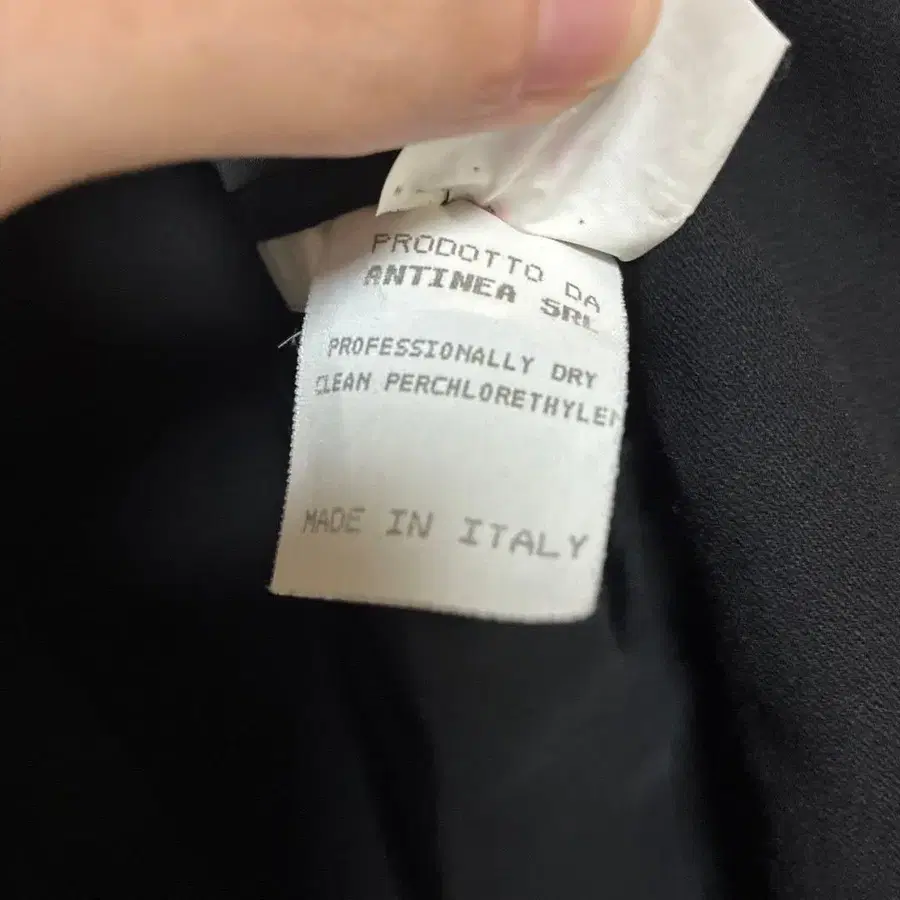 PRODOTTO DA
ANTINEA SRL
PROFESSIONALLY DRY
CLEAN PERCHLORETHYLEN
MADE IN ITALY